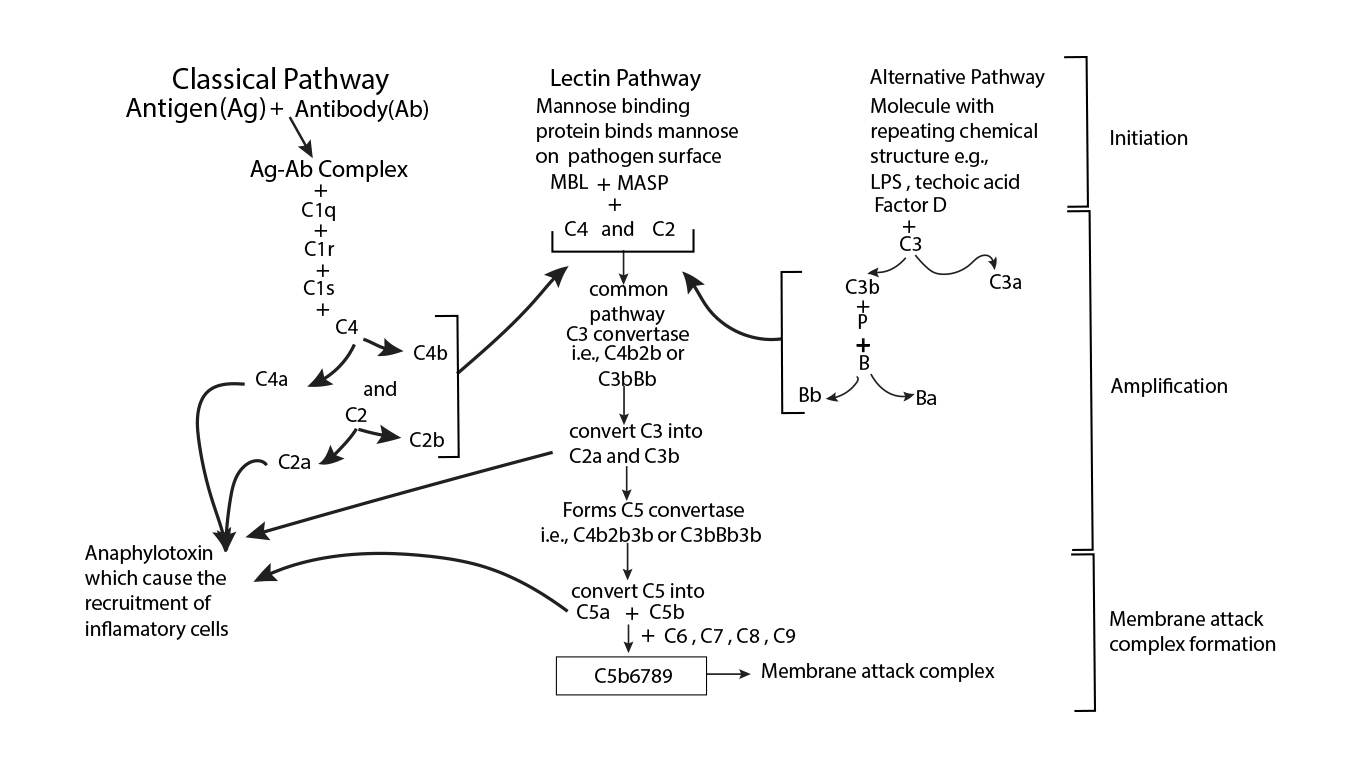 Classical Pathway
Antigen(Ag) + Antibody(Ab)
Ag-Ab Complex
+
C1q
+
C1r
+
C1s
+
C4
C4b
C4a
and
C2
C2b
C2a
Anaphylotoxin
which cause the
recruitment of
inflamatory cells
Lectin Pathway
Mannose binding
protein binds mannose
on pathogen surface
MBL + MASP
+
C4 and C2
common
pathway
C3 convertase
i.e., C4b2b or
C3bBb
convert C3 into
C2a and C3b
Forms C5 convertase
i.e., C4b2b3b or C3bBb3b
convert C5 into
C5a + C5b
+ C6 , C7 , C8 , C9
C5b6789
Membrane attack complex
Alternative Pathway
Molecule with
repeating chemical
structure e.g.,
LPS , techoic acid
Factor D
+
C3
C3a
C3b
+
P
+
B
Bb
Ba
Initiation
Amplification
Membrane attack
complex formation